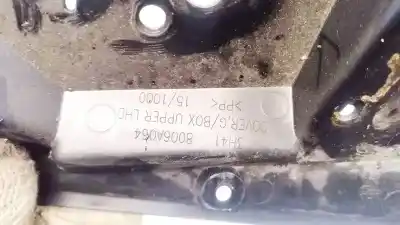 3H41
8006A064
COVER,G/BOX UPPER LHD
>PP<  15/1000